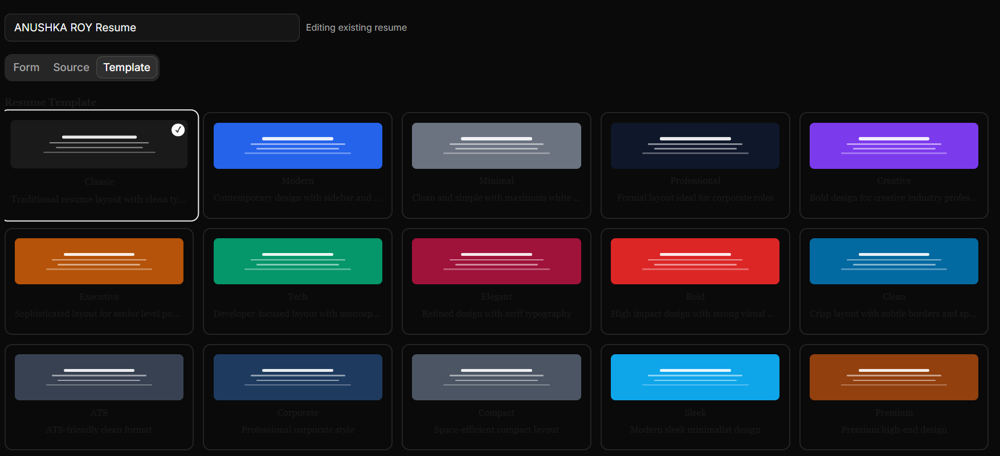 ANUSHKA ROY Resume
Editing existing resume
Form Source Template
Resume Template
Classic
Traditional resume layout with clean ty...
Modern
Contemporary design with sidebar and ...
Minimal
Clean and simple with maximum white ...
Professional
Formal layout ideal for corporate roles
Creative
Bold design for creative industry profes...
Executive
Sophisticated layout for senior level po...
Tech
Developer-focused layout with monosp...
Elegant
Refined design with serif typography
Bold
High impact design with strong visual ...
Clean
Crisp layout with subtle borders and sp...
ATS
ATS-friendly clean format
Corporate
Professional corporate style
Compact
Space-efficient compact layout
Sleek
Modern sleek minimalist design
Premium
Premium high-end design